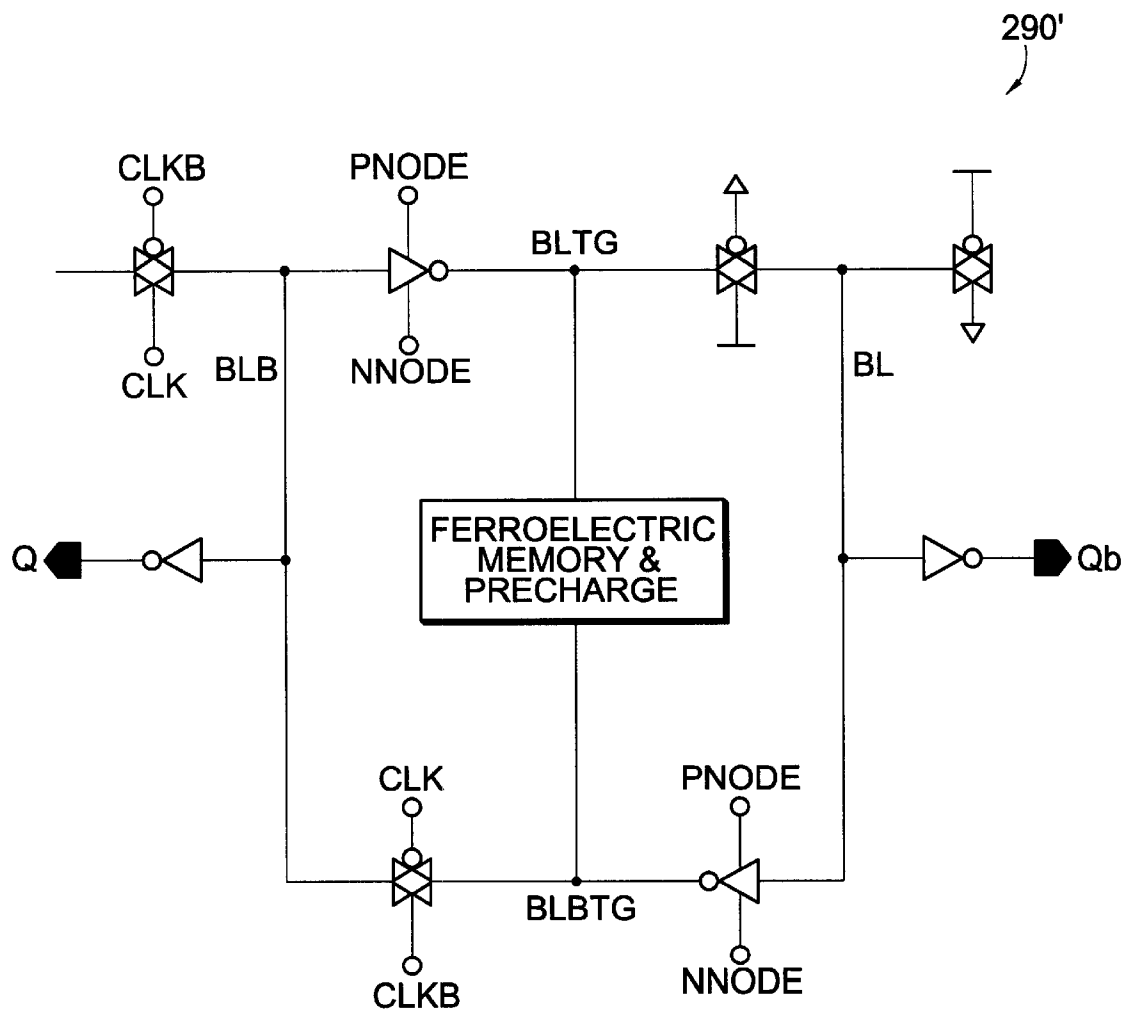 290'
CLKB
PNODE
BLTG
CLK
BLB
NNODE
BL
FERROELECTRIC
MEMORY &
PRECHARGE
Q
Qb
CLK
PNODE
BLBTG
CLKB
NNODE